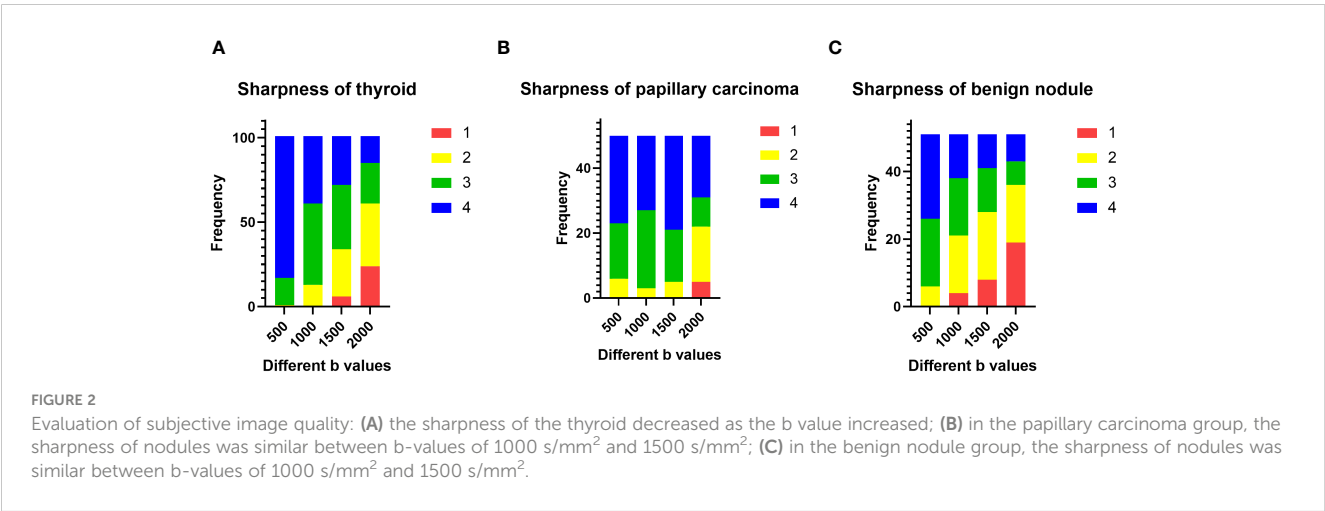 A
B
C
Sharpness of thyroid
Frequency
100
50
0
500
1000
1500
2000
Different b values
1
2
3
4
Sharpness of papillary carcinoma
Frequency
40
20
0
500
1000
1500
2000
Different b values
1
2
3
4
Sharpness of benign nodule
Frequency
40
20
0
500
1000
1500
2000
Different b values
1
2
3
4
FIGURE 2
Evaluation of subjective image quality: (A) the sharpness of the thyroid decreased as the b value increased; (B) in the papillary carcinoma group, the
sharpness of nodules was similar between b-values of 1000 s/mm² and 1500 s/mm²; (C) in the benign nodule group, the sharpness of nodules was
similar between b-values of 1000 s/mm² and 1500 s/mm².